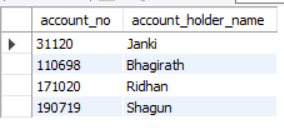 account_no account_holder_name
31120 Janki
110698 Bhagirath
171020 Ridhan
190719 Shagun